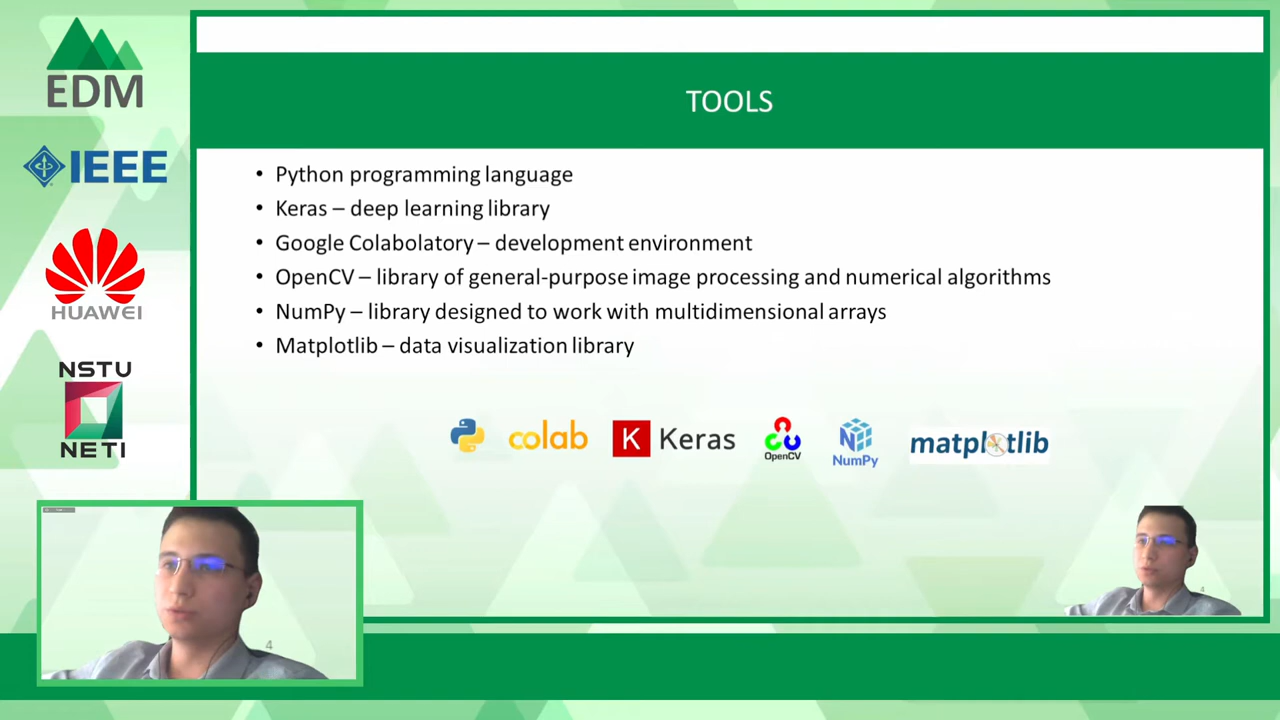 EDM
IEEE
HUAWEI
NSTU
NETI
TOOLS
• Python programming language
• Keras – deep learning library
• Google Colabolatory – development environment
• OpenCV – library of general-purpose image processing and numerical algorithms
• NumPy – library designed to work with multidimensional arrays
• Matplotlib – data visualization library
colab
K Keras
OpenCV
NumPy
matplotlib
4
4